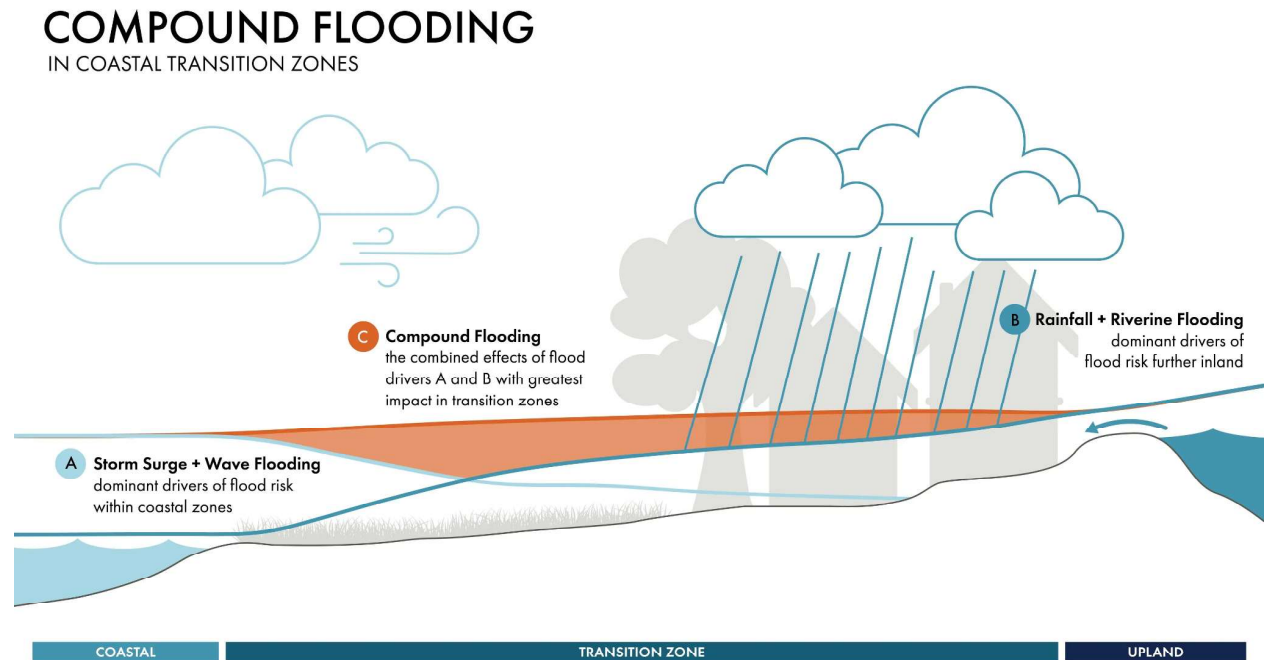 COMPOUND FLOODING
IN COASTAL TRANSITION ZONES
C
Compound Flooding
the combined effects of flood
drivers A and B with greatest
impact in transition zones
B
Rainfall + Riverine Flooding
dominant drivers of
flood risk further inland
A
Storm Surge + Wave Flooding
dominant drivers of flood risk
within coastal zones
COASTAL
TRANSITION ZONE
UPLAND